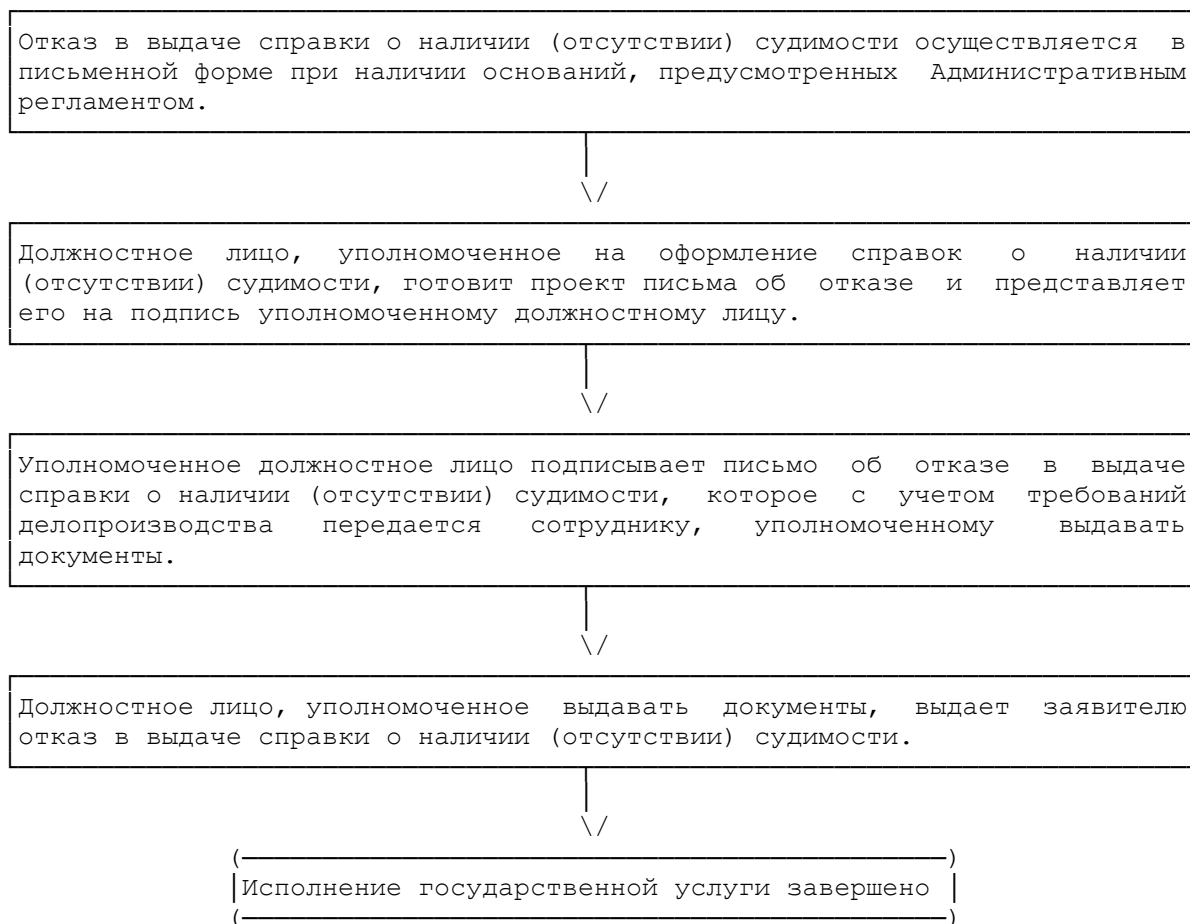 Отказ в выдаче справки о наличии (отсутствии) судимости осуществляется в
письменной форме при наличии оснований, предусмотренных Административным
регламентом.
\/
Должностное лицо, уполномоченное на оформление справок о наличии
(отсутствии) судимости, готовит проект письма об отказе и представляет
его на подпись уполномоченному должностному лицу.
\/
Уполномоченное должностное лицо подписывает письмо об отказе в выдаче
справки о наличии (отсутствии) судимости, которое с учетом требований
делопроизводства передается сотруднику, уполномоченному выдавать
документы.
\/
Должностное лицо, уполномоченное выдавать документы, выдает заявителю
отказ в выдаче справки о наличии (отсутствии) судимости.
\/
Исполнение государственной услуги завершено